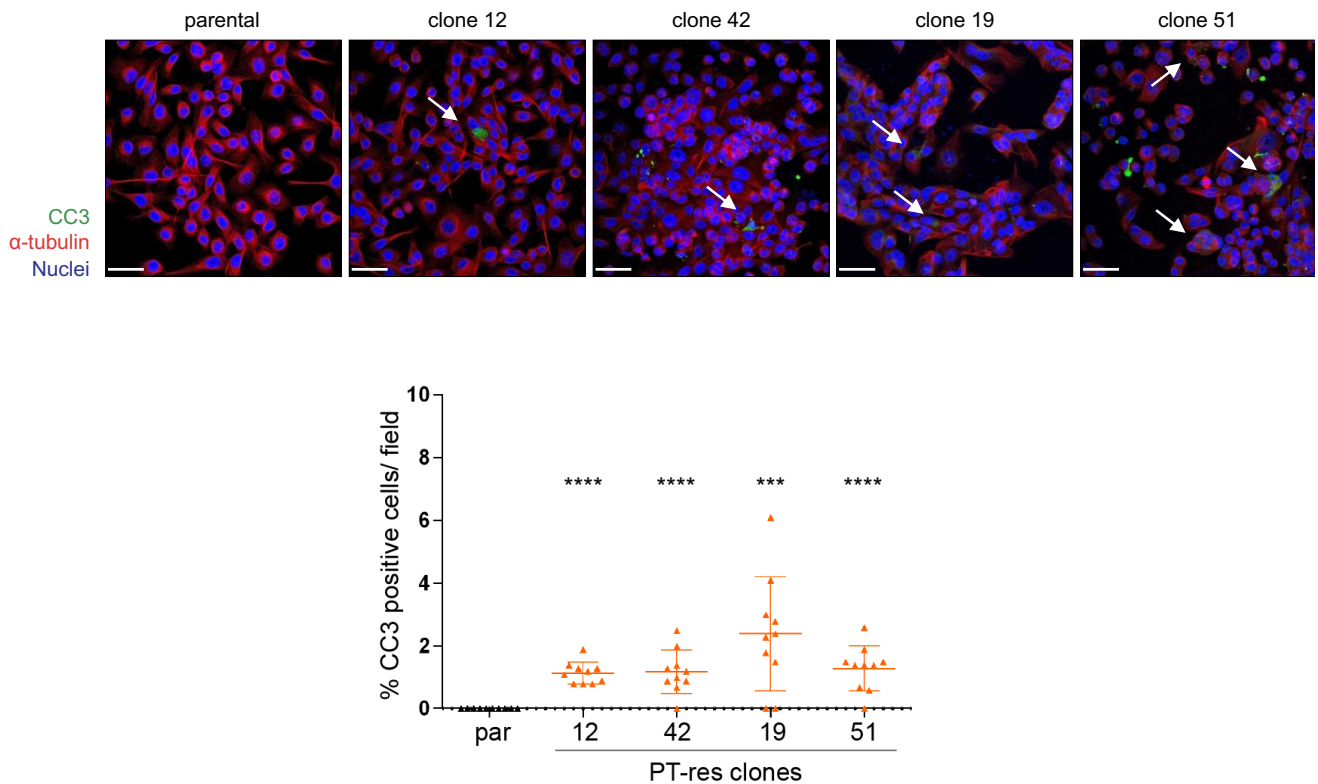 parental clone 12 clone 42 clone 19 clone 51
CC3
α-tubulin
Nuclei
% CC3 positive cells/ field
10
8
6
4
2
0
**** **** *** ****
par 12 42 19 51
PT-res clones